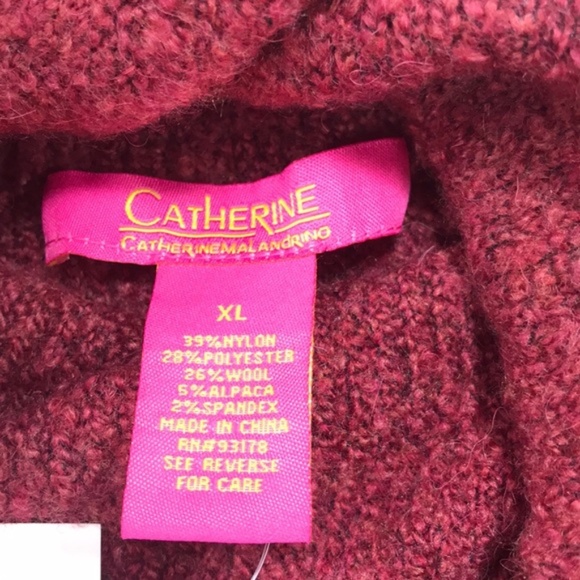 CATHERINE
CATHERINEMALANDRINO
XL
39%NYLON
28%POLYESTER
26%WOOL
5%ALPACA
2%SPANDEX
MADE IN CHINA
RN#93178
SEE REVERSE
FOR CARE